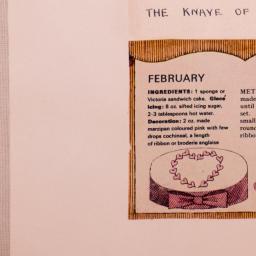 THE KNAVE OF
FEBRUARY
INGREDIENTS: 1 sponge or
Victoria sandwich cake. Glacé
Icing: 8 oz. sifted icing sugar,
2-3 tablespoons hot water.
Decoration: 2 oz. made
marzipan coloured pink with few
drops cochineal, a length
of ribbon or broderie anglaise
MET
made
until
set.
small
roun
ribbo